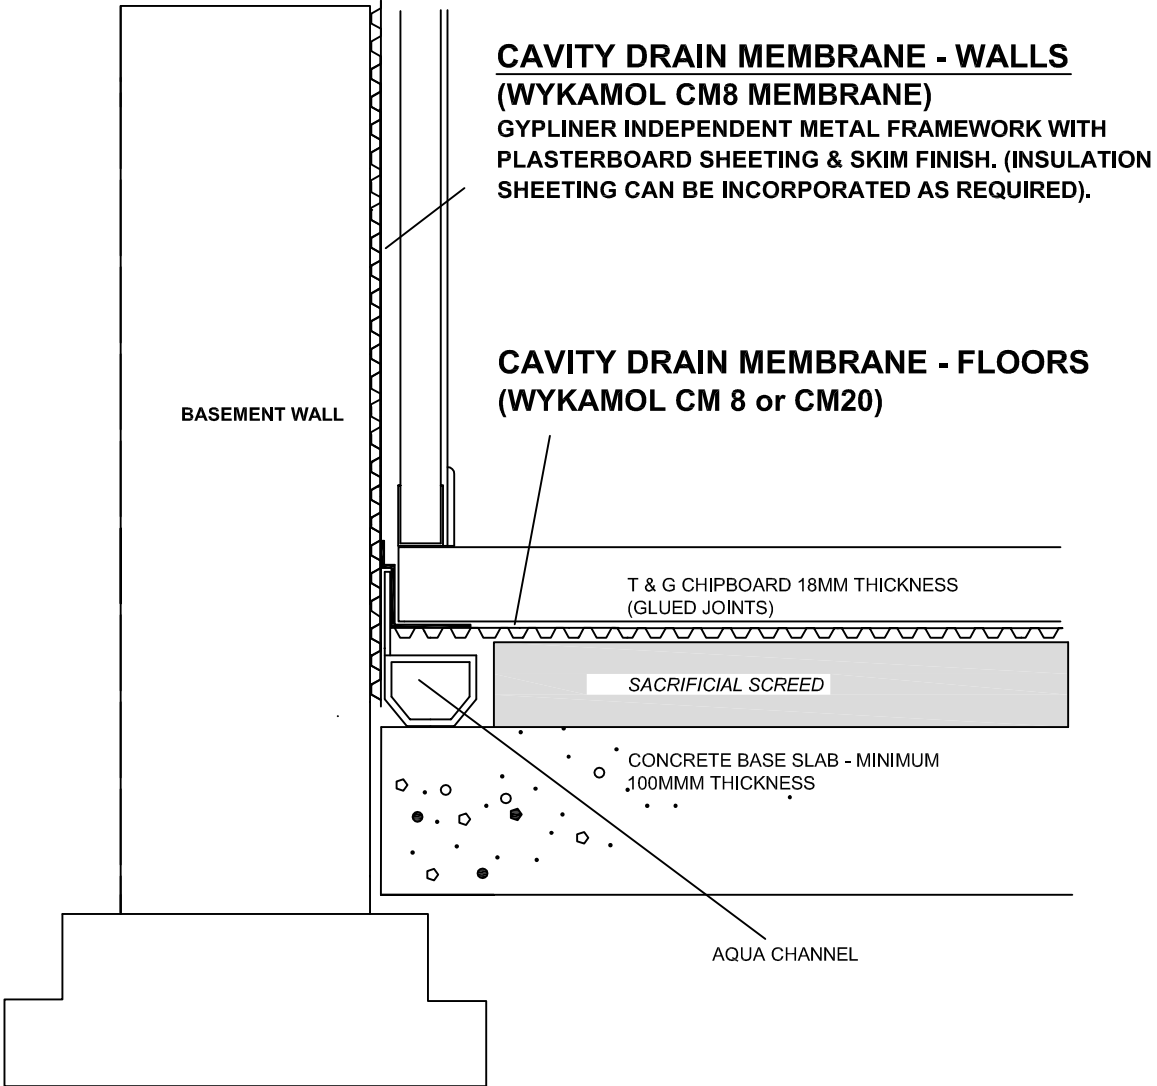 CAVITY DRAIN MEMBRANE - WALLS
(WYKAMOL CM8 MEMBRANE)
GYPLINER INDEPENDENT METAL FRAMEWORK WITH
PLASTERBOARD SHEETING & SKIM FINISH. (INSULATION
SHEETING CAN BE INCORPORATED AS REQUIRED).
CAVITY DRAIN MEMBRANE - FLOORS
(WYKAMOL CM 8 or CM20)
BASEMENT WALL
T & G CHIPBOARD 18MM THICKNESS
(GLUED JOINTS)
SACRIFICIAL SCREED
CONCRETE BASE SLAB - MINIMUM
100MMM THICKNESS
AQUA CHANNEL